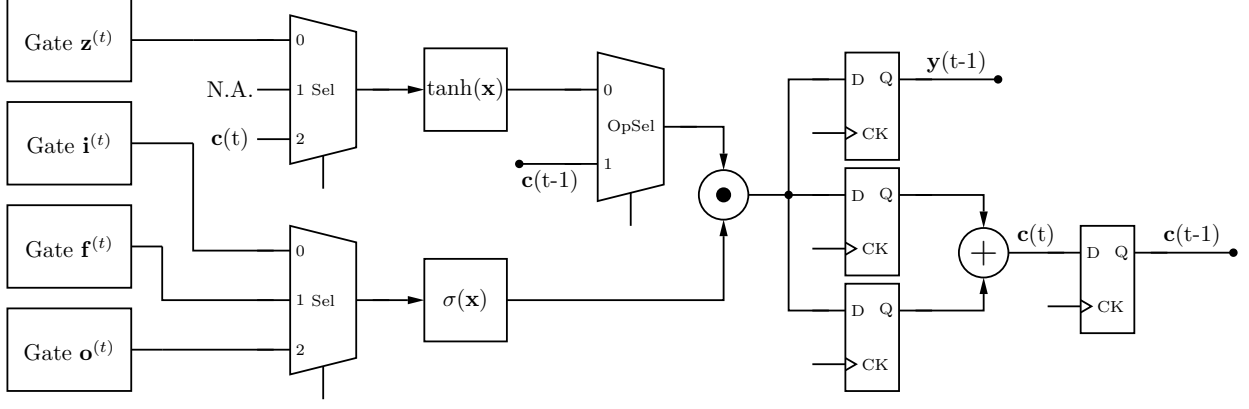 Gate z^(t)
Gate i^(t)
Gate f^(t)
Gate o^(t)
0
N.A.
1 Sel
c(t)
2
tanh(x)
0
OpSel
1
c(t-1)
0
1 Sel
2
σ(x)
D Q
CK
y(t-1)
D Q
CK
D Q
CK
+
c(t)
D Q
CK
c(t-1)